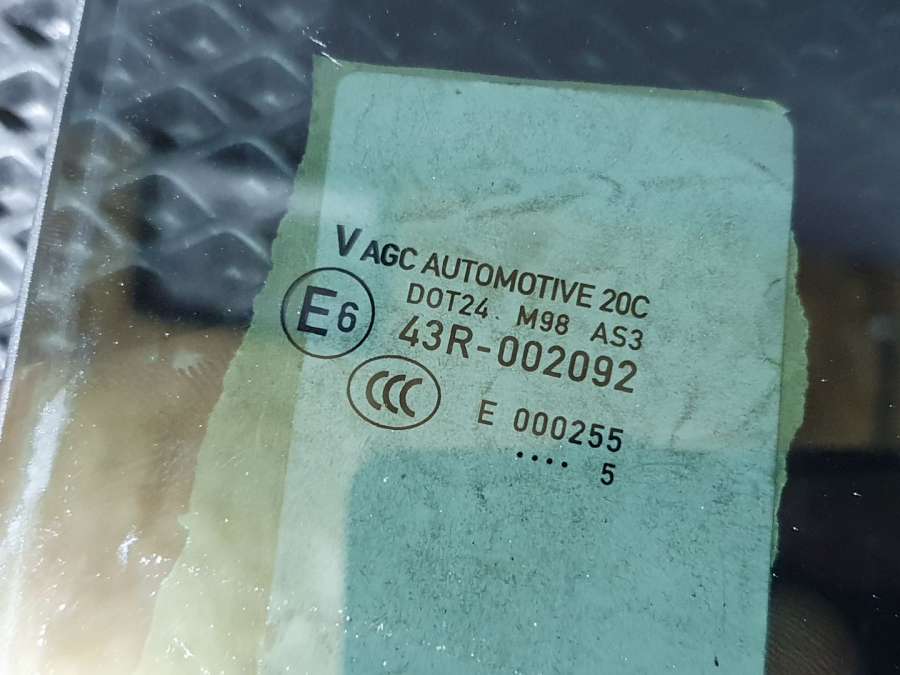 V AGC AUTOMOTIVE 20C
E6
DOT24 M98 AS3
43R-002092
CCC
E 000255
.... 5